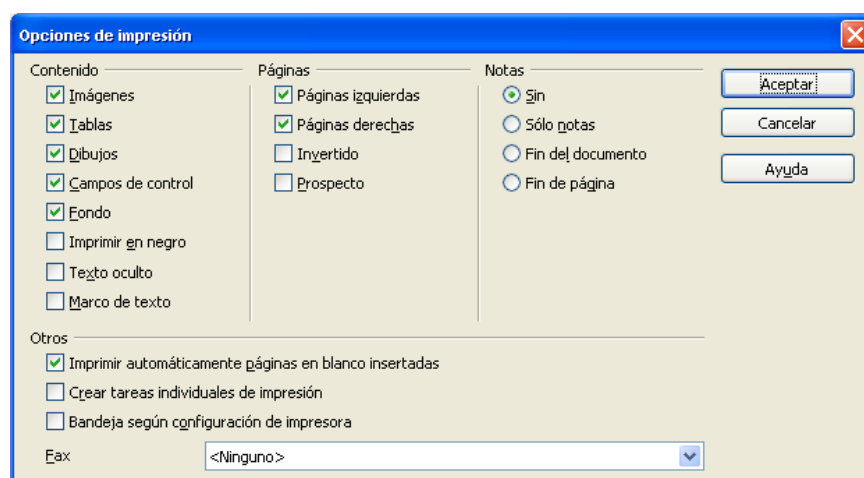 Opciones de impresión
Contenido
Imágenes
Tablas
Dibujos
Campos de control
Fondo
Imprimir en negro
Texto oculto
Marco de texto
Páginas
Páginas izquierdas
Páginas derechas
Invertido
Prospecto
Notas
Sin
Sólo notas
Fin del documento
Fin de página
Aceptar
Cancelar
Ayuda
Otros
Imprimir automáticamente páginas en blanco insertadas
Crear tareas individuales de impresión
Bandeja según configuración de impresora
Fax <Ninguno>